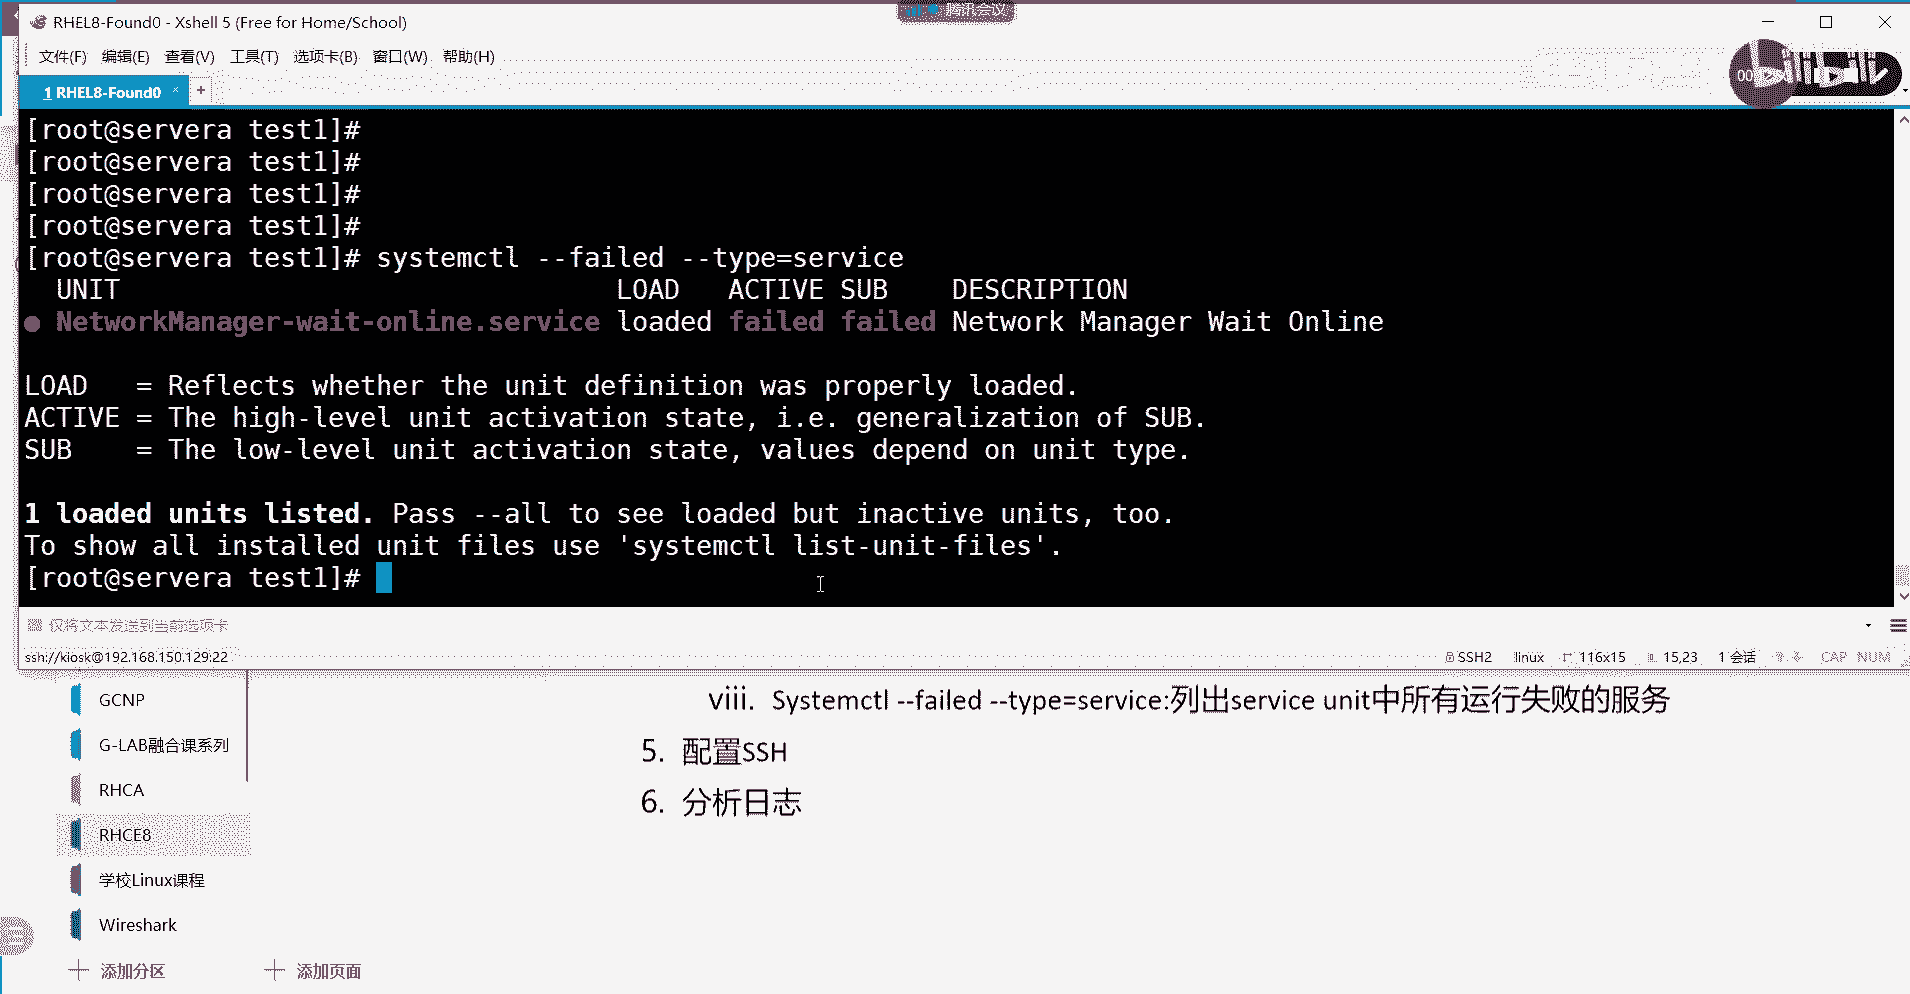 RHEL8-Found0 - Xshell 5 (Free for Home/School)
腾讯会议
文件(F) 编辑(E) 查看(V) 工具(T) 选项卡(B) 窗口(W) 帮助(H)
1 RHEL8-Found0 × +
bilibili
[root@servera test1]#
[root@servera test1]#
[root@servera test1]#
[root@servera test1]#
[root@servera test1]# systemctl --failed --type=service
UNIT LOAD ACTIVE SUB DESCRIPTION
● NetworkManager-wait-online.service loaded failed failed Network Manager Wait Online
LOAD = Reflects whether the unit definition was properly loaded.
ACTIVE = The high-level unit activation state, i.e. generalization of SUB.
SUB = The low-level unit activation state, values depend on unit type.
1 loaded units listed. Pass --all to see loaded but inactive units, too.
To show all installed unit files use 'systemctl list-unit-files'.
[root@servera test1]#
仅将文本发送到当前选项卡
ssh://kiosk@192.168.150.129:22 SSH2 linux 116x15 15,23 1 会话 CAP NUM
viii. Systemctl --failed --type=service:列出service unit中所有运行失败的服务
5. 配置SSH
6. 分析日志
GCNP
G-LAB融合课系列
RHCA
RHCE8
学校Linux课程
Wireshark
添加分区 添加页面